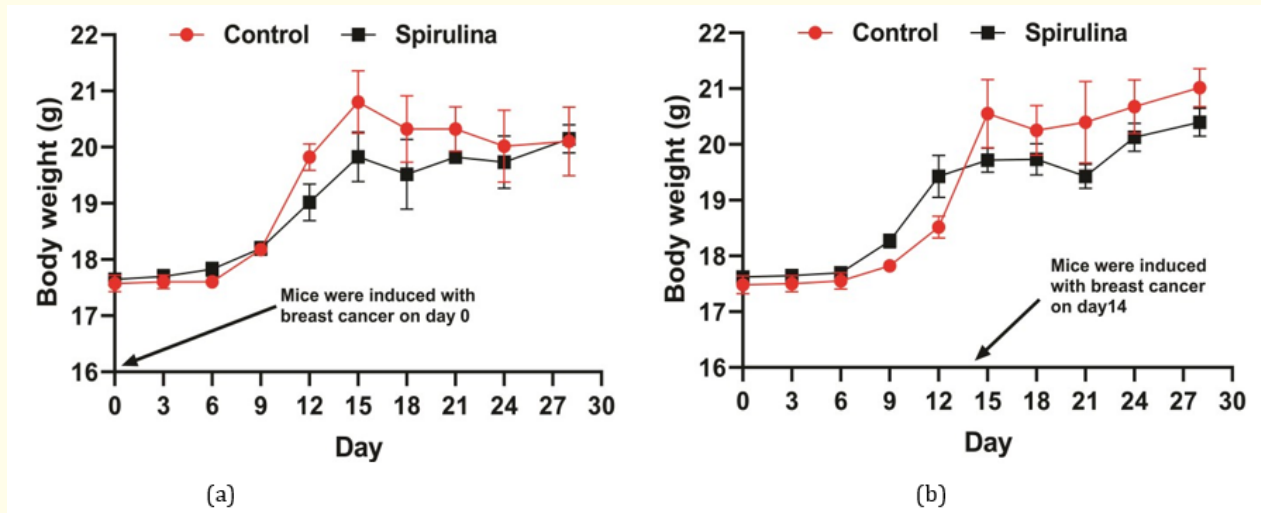 Control Spirulina
Body weight (g)
22
21
20
19
18
17
16
Mice were induced with
breast cancer on day 0
0 3 6 9 12 15 18 21 24 27 30
Day
(a)
Control Spirulina
Body weight (g)
22
21
20
19
18
17
16
Mice were induced
with breast cancer
on day14
0 3 6 9 12 15 18 21 24 27 30
Day
(b)